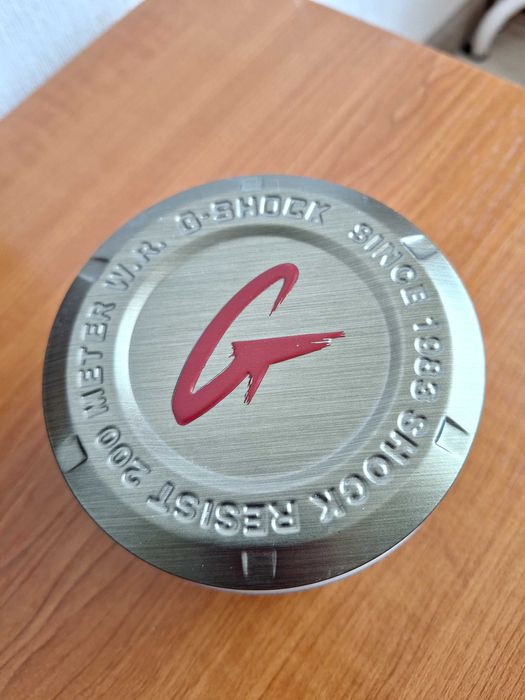 G-SHOCK SINCE 1983 SHOCK RESIST 200 METER W.R.
G